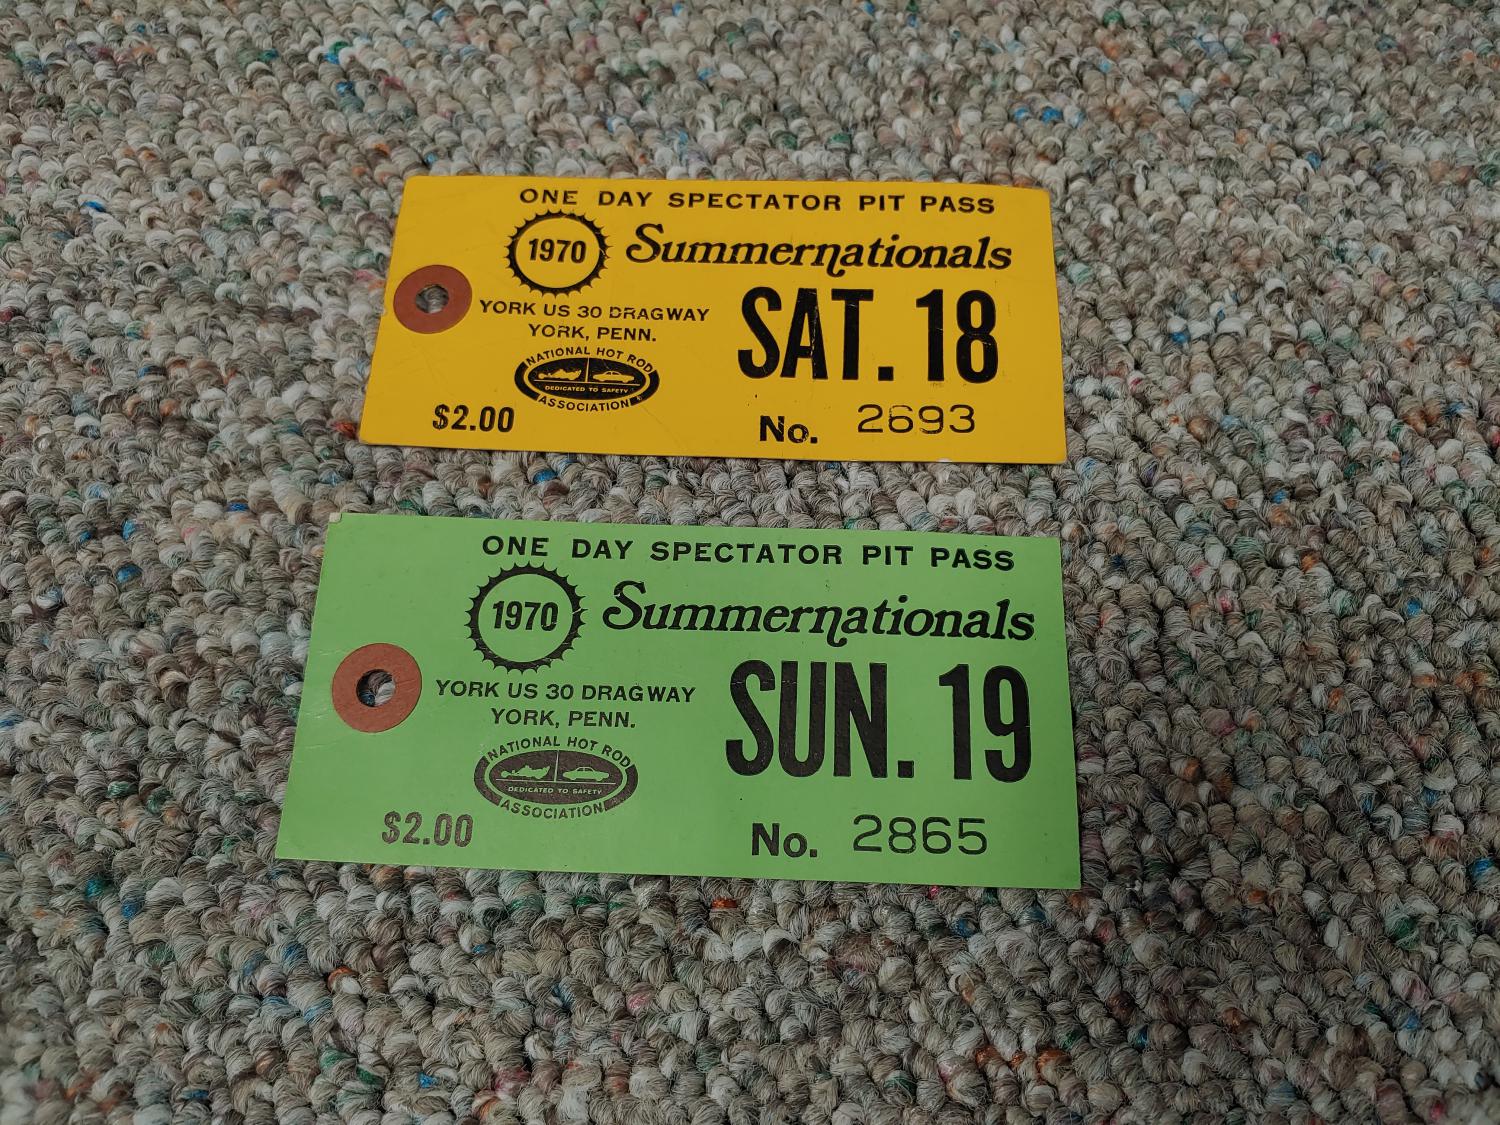 ONE DAY SPECTATOR PIT PASS
1970 Summernationals
YORK US 30 DRAGWAY
YORK, PENN.
SAT. 18
NATIONAL HOT ROD
DEDICATED TO SAFETY
ASSOCIATION
$2.00
No. 2693
ONE DAY SPECTATOR PIT PASS
1970 Summernationals
YORK US 30 DRAGWAY
YORK, PENN.
SUN. 19
NATIONAL HOT ROD
DEDICATED TO SAFETY
ASSOCIATION
$2.00
No. 2865